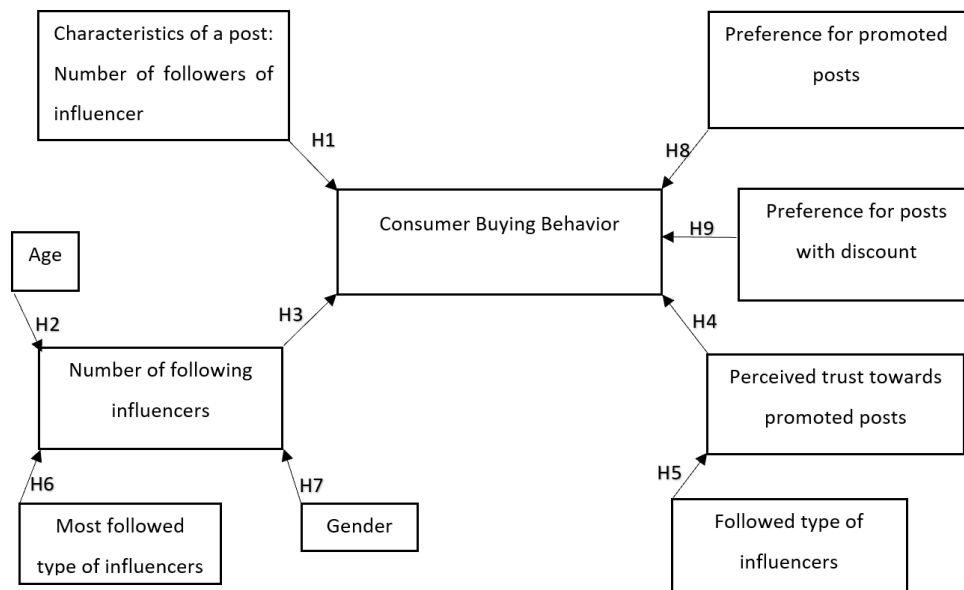 Characteristics of a post:
Number of followers of
influencer
Preference for promoted
posts
H1
H8
Consumer Buying Behavior
Preference for posts
with discount
H9
Age
H2
H3
H4
Number of following
influencers
Perceived trust towards
promoted posts
H6
H7
H5
Most followed
type of influencers
Gender
Followed type of
influencers